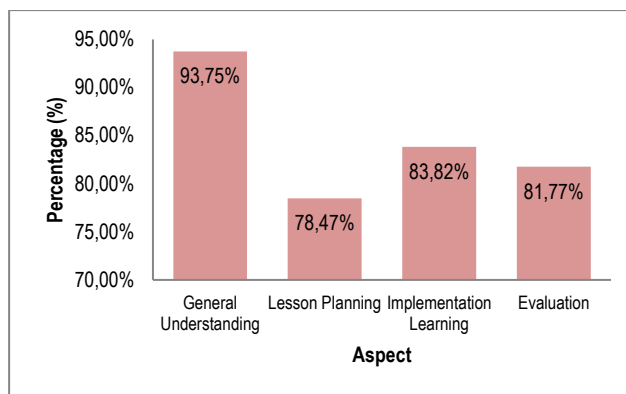 95,00%
90,00%
85,00%
80,00%
75,00%
70,00%
Percentage (%)
93,75%
78,47%
83,82%
81,77%
General Understanding
Lesson Planning
Implementation Learning
Evaluation
Aspect